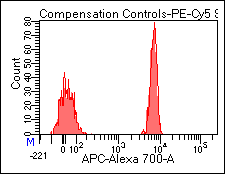 Compensation Controls-PE-Cy5 S
Count
0 10 20 30 40 50 60 70 80
M
-221 0 10² 10³ 10⁴ 10⁵
APC-Alexa 700-A